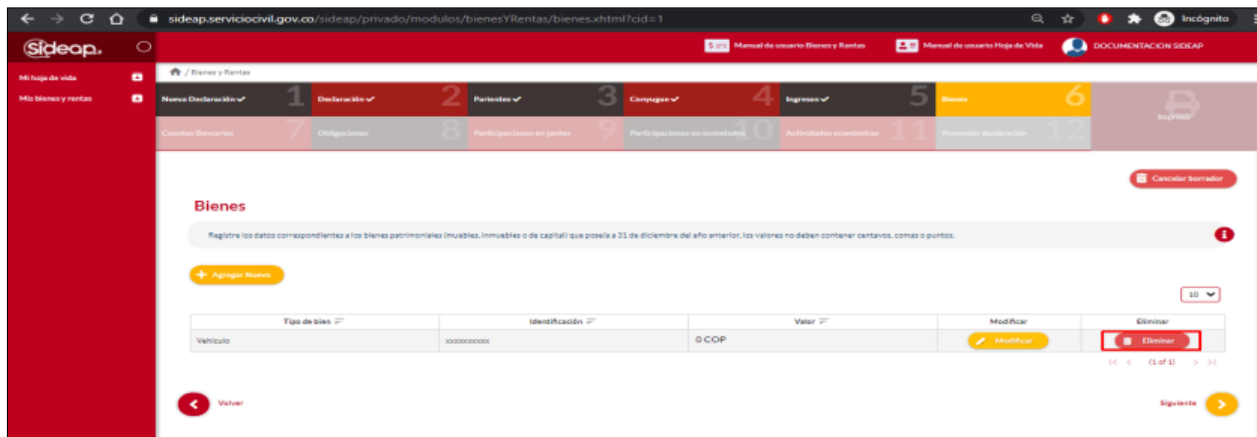 sideap.serviciocivil.gov.co/sideap/privado/modulos/bienesYRentas/bienes.xhtml?cid=1
Incógnito
Sideap.
Manual de usuario Bienes y Rentas
Manual de usuario Hoja de Vida
DOCUMENTACION SIDEAP
Mi hoja de vida
Mis bienes y rentas
/ Bienes y Rentas
Nueva Declaración 1
Declaración 2
Parientes 3
Conyugue 4
Ingresos 5
Bienes 6
Imprimir
Cuentas Bancarias 7
Obligaciones 8
Participaciones en juntas 9
Participaciones en sociedades 10
Actividades económicas 11
Presentar declaración 12
Cancelar borrador
Bienes
Registre los datos correspondientes a los bienes patrimoniales (muebles, inmuebles o de capital) que poseía a 31 de diciembre del año anterior, los valores no deben contener centavos, comas o puntos.
+ Agregar Nuevo
10
Tipo de bien Identificación Valor Modificar Eliminar
Vehículo xxxxxxxxxx 0 COP Modificar Eliminar
(1 of 1)
Volver
Siguiente